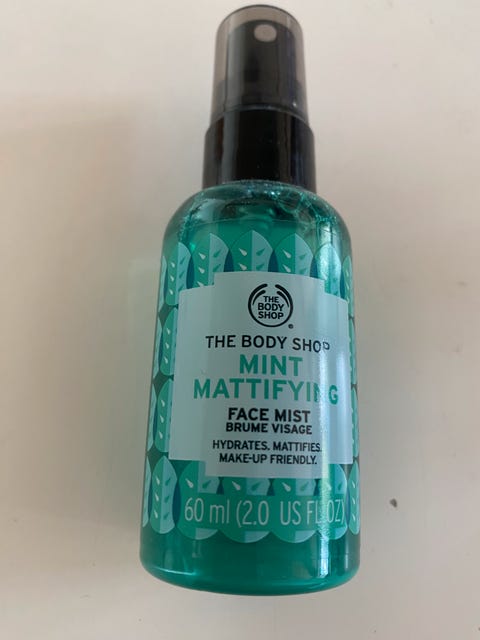 THE
BODY
SHOP
®
THE BODY SHOP
MINT
MATTIFYING
FACE MIST
BRUME VISAGE
HYDRATES. MATTIFIES.
MAKE-UP FRIENDLY.
60 ml (2.0 US FL OZ)